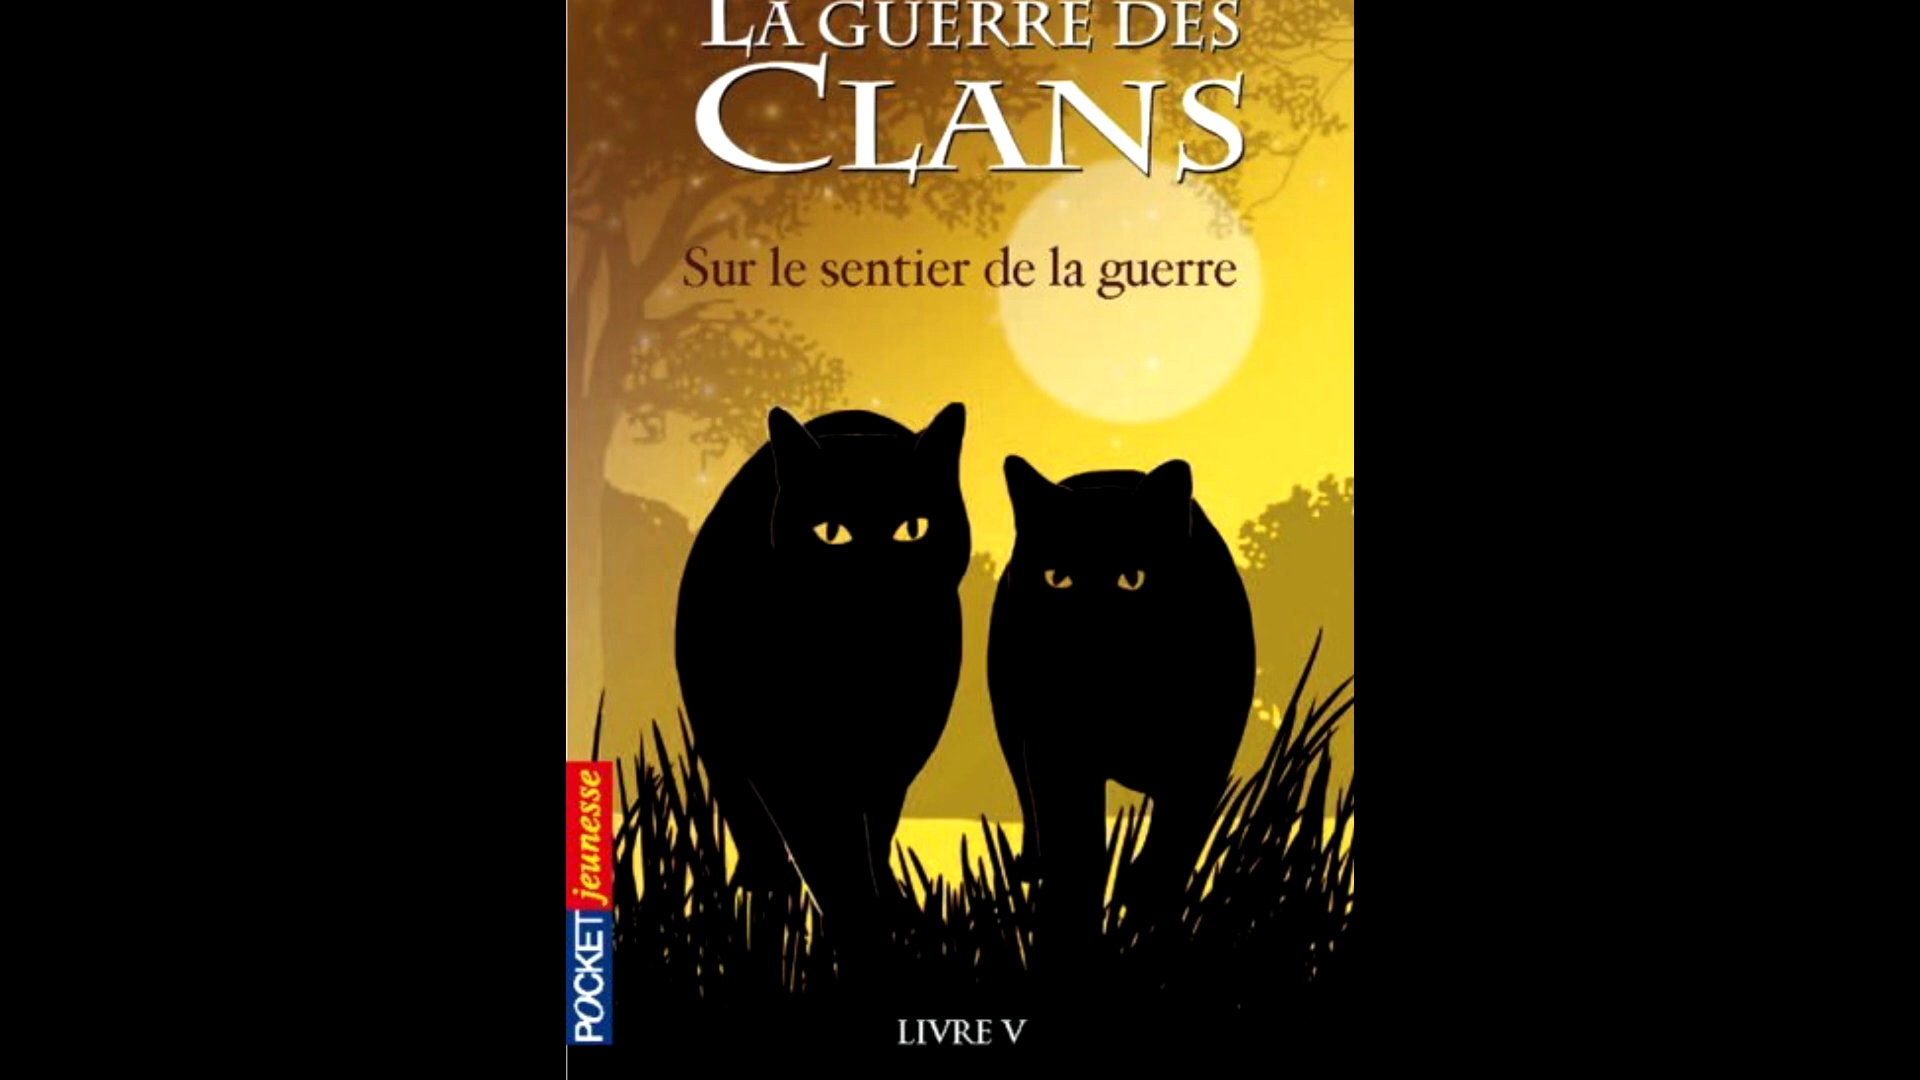 LA GUERRE DES
CLANS
Sur le sentier de la guerre
POCKET jeunesse
LIVRE V